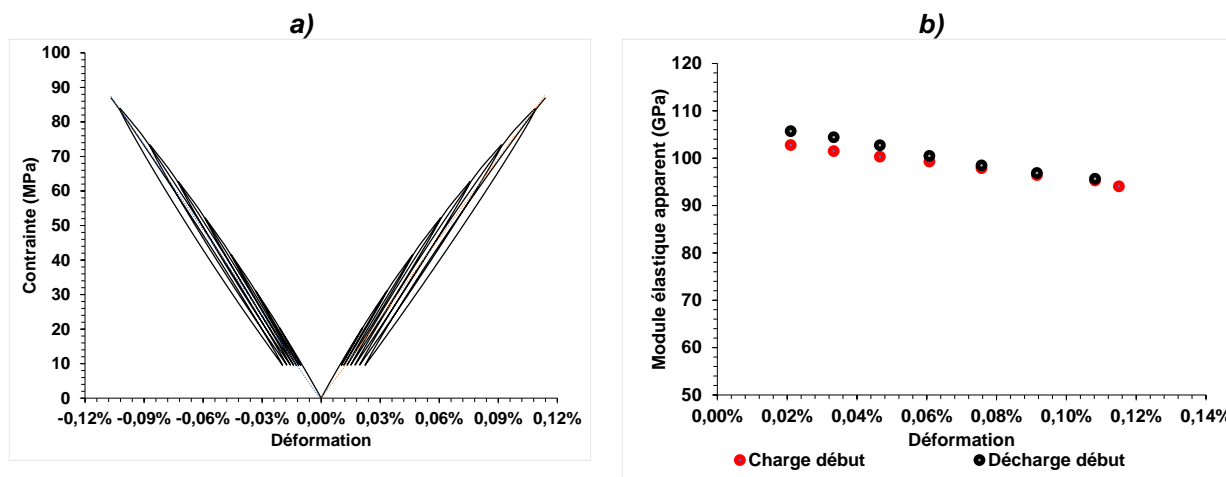 a)
100
90
80
70
60
50
40
30
20
10
0
Contrainte (MPa)
-0,12% -0,09% -0,06% -0,03% 0,00% 0,03% 0,06% 0,09% 0,12%
Déformation
b)
120
110
100
90
80
70
60
50
Module élastique apparent (GPa)
0,00% 0,02% 0,04% 0,06% 0,08% 0,10% 0,12% 0,14%
Déformation
Charge début Décharge début